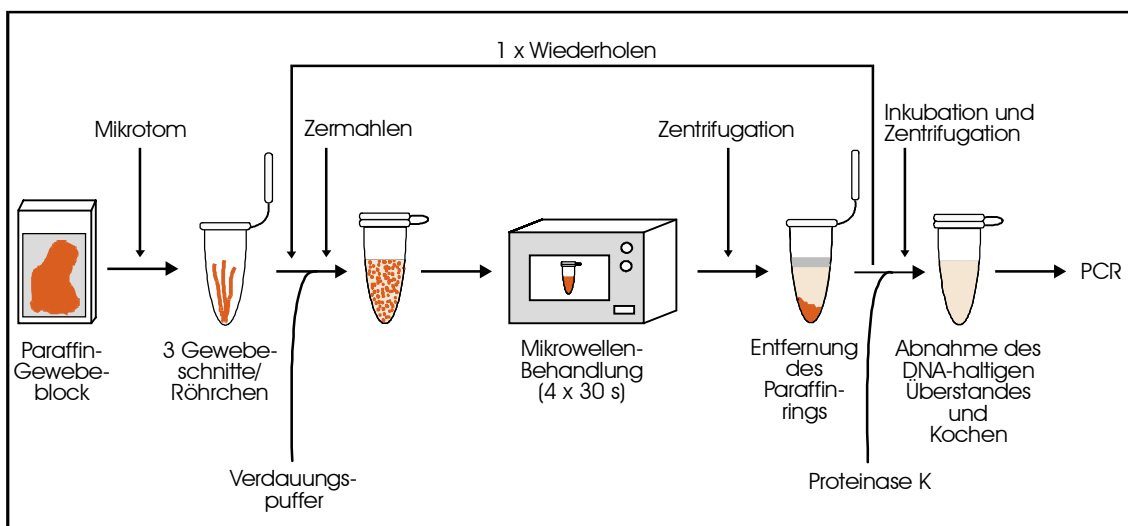 1 x Wiederholen
Mikrotom
Zermahlen
Zentrifugation
Inkubation und
Zentrifugation
PCR
Paraffin-
Gewebe-
block
3 Gewebe-
schnitte/
Röhrchen
Mikrowellen-
Behandlung
(4 x 30 s)
Entfernung
des
Paraffin-
rings
Abnahme des
DNA-haltigen
Überstandes
und
Kochen
Verdauungs-
puffer
Proteinase K